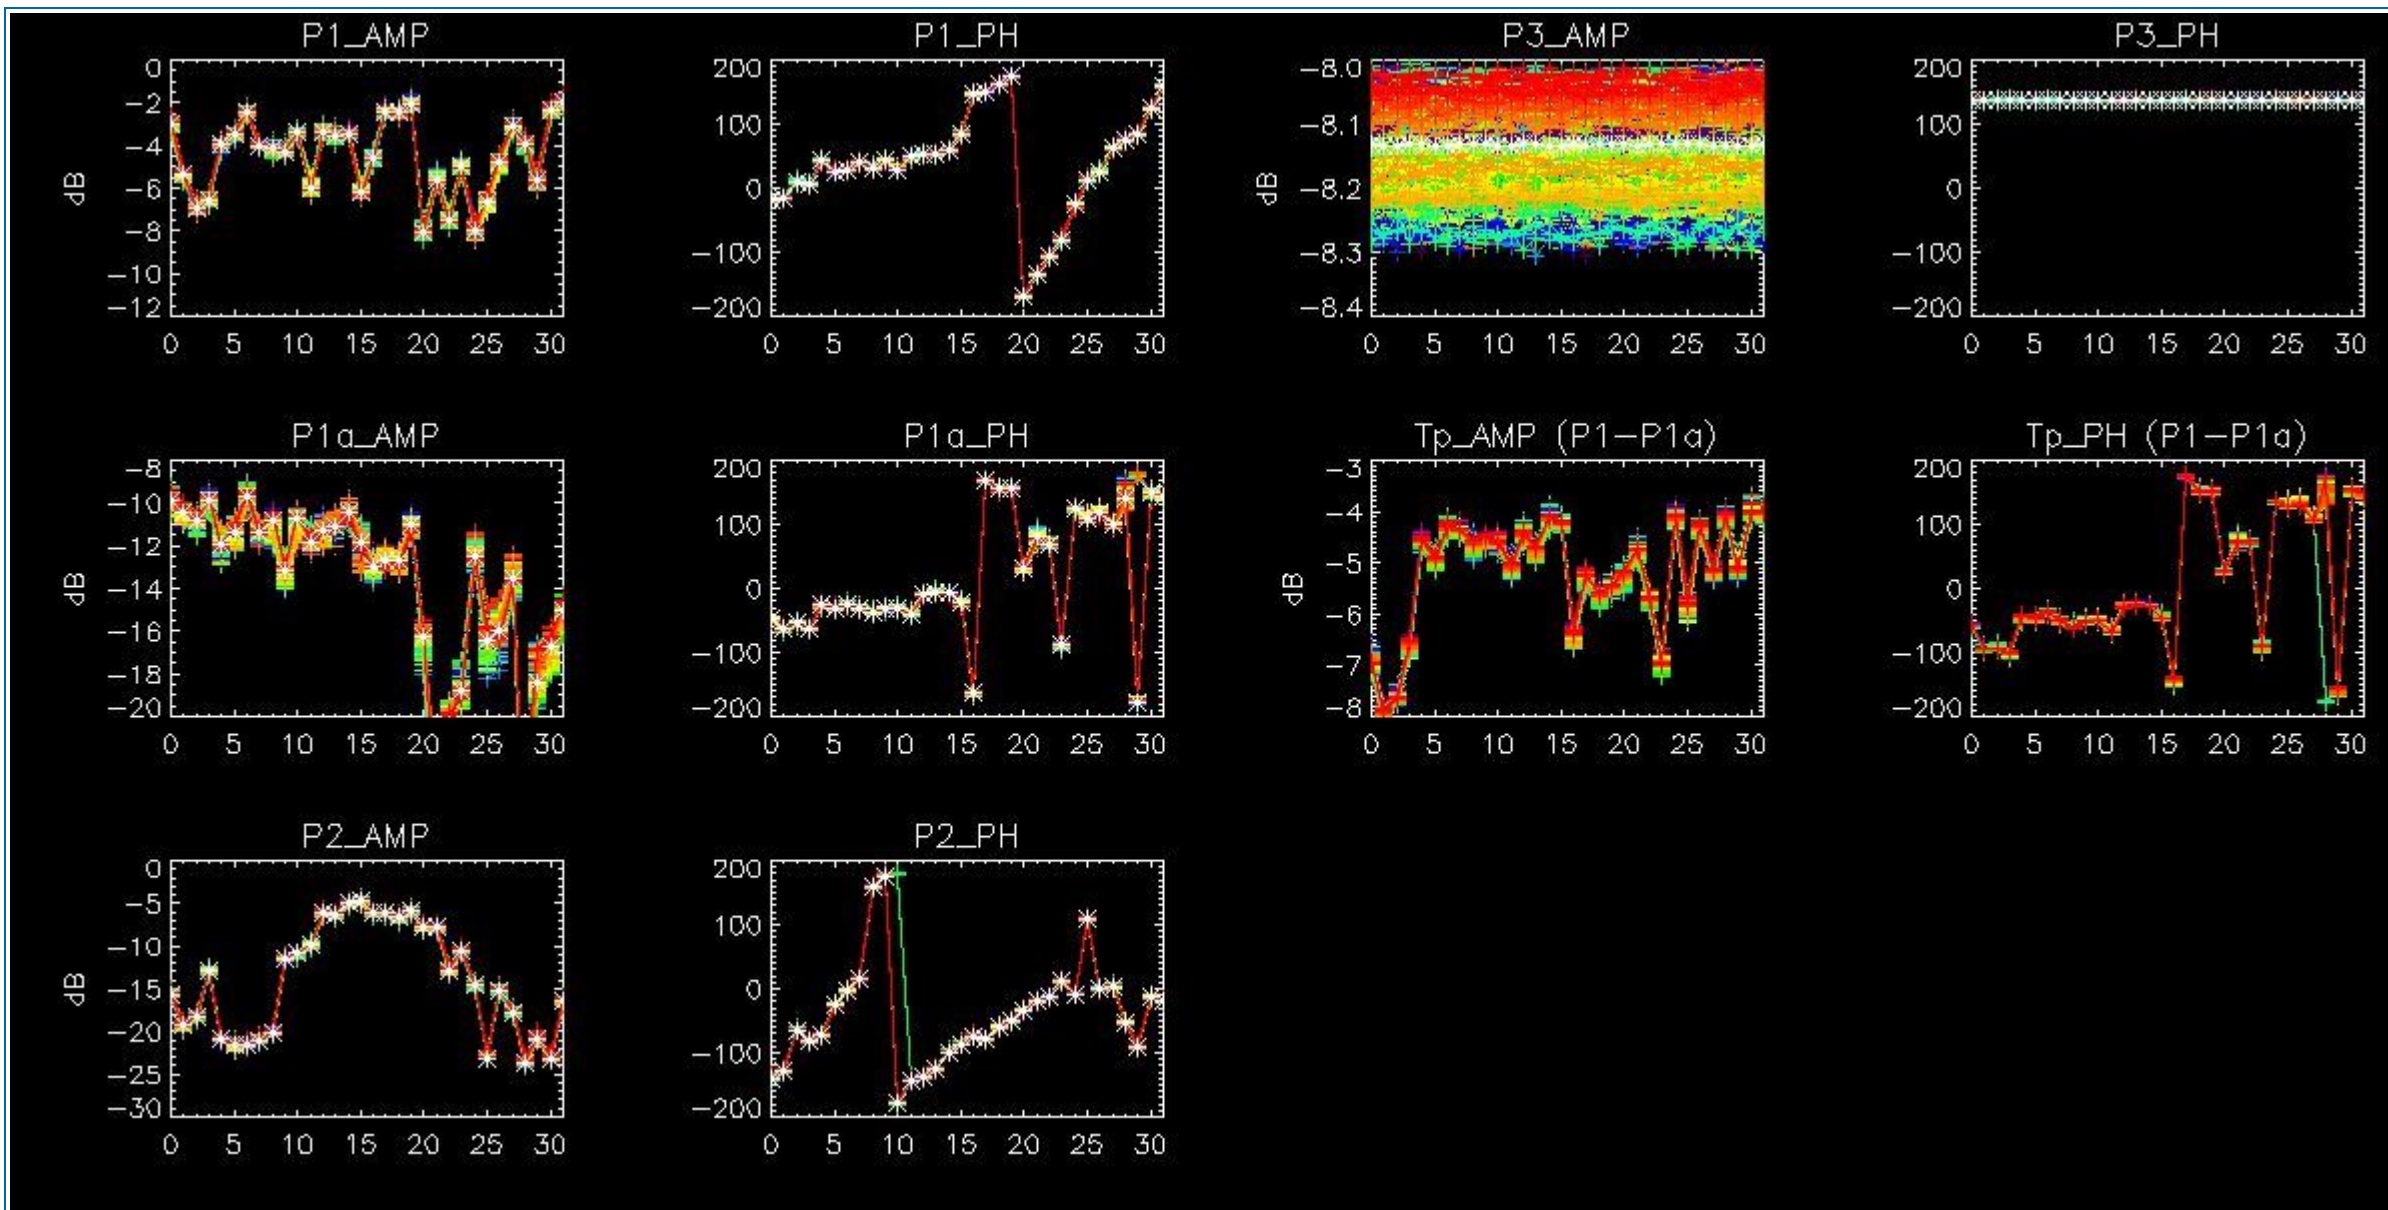 P1_AMP P1_PH P3_AMP P3_PH
0 200 −8.0 200
−2
−4 100 −8.1 100
dB −6 0 dB −8.2 0
−8
−10 −100 −8.3 −100
−12 −200 −8.4 −200
0 5 10 15 20 25 30 0 5 10 15 20 25 30 0 5 10 15 20 25 30 0 5 10 15 20 25 30
P1a_AMP P1a_PH Tp_AMP (P1−P1a) Tp_PH (P1−P1a)
−8 200 −3 200
−10 100 −4 100
−12
dB −14 0 dB −5 0
−16 −100 −6 −100
−18 −7
−20 −200 −8 −200
0 5 10 15 20 25 30 0 5 10 15 20 25 30 0 5 10 15 20 25 30 0 5 10 15 20 25 30
P2_AMP P2_PH
0 200
−5 100
−10
dB −15 0
−20 −100
−25
−30 −200
0 5 10 15 20 25 30 0 5 10 15 20 25 30